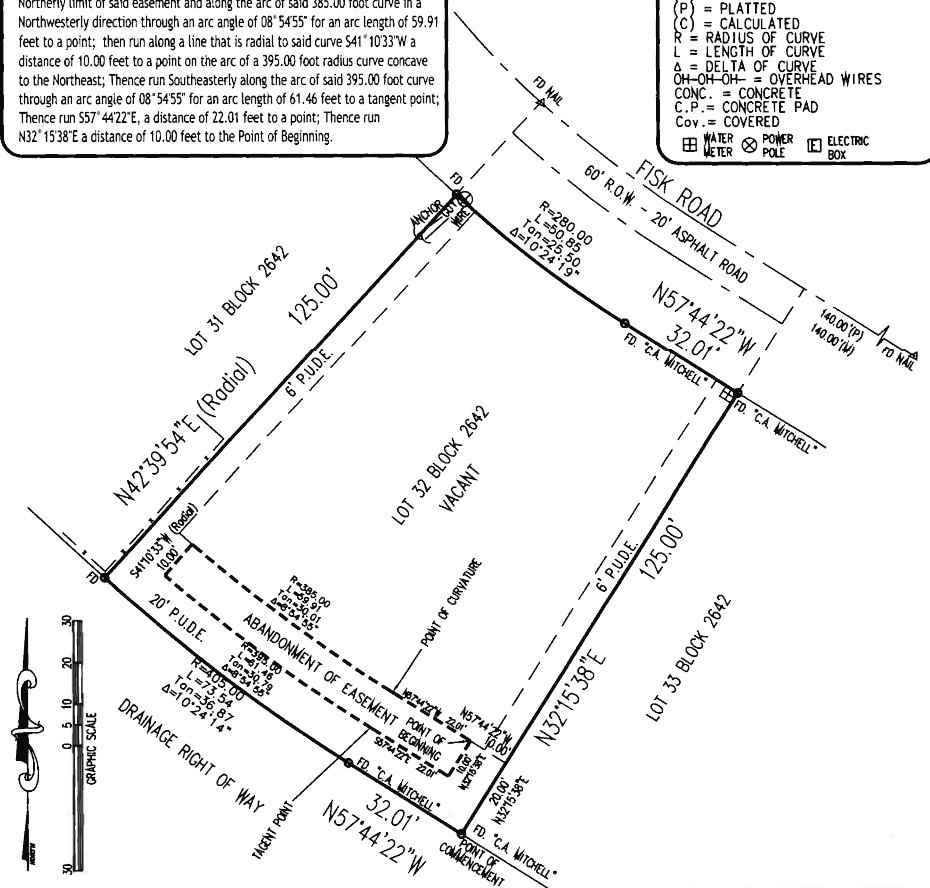 Northerly limit of said easement and along the arc of said 385.00 foot curve in a
Northwesterly direction through an arc angle of 08°54'55" for an arc length of 59.91
feet to a point; then run along a line that is radial to said curve S41°10'33"W a
distance of 10.00 feet to a point on the arc of a 395.00 foot radius curve concave
to the Northeast; Thence run Southeasterly along the arc of said 395.00 foot curve
through an arc angle of 08°54'55" for an arc length of 61.46 feet to a tangent point;
Thence run S57°44'22"E, a distance of 22.01 feet to a point; Thence run
N32°15'38"E a distance of 10.00 feet to the Point of Beginning.
(P) = PLATTED
(C) = CALCULATED
R = RADIUS OF CURVE
L = LENGTH OF CURVE
Δ = DELTA OF CURVE
OH-OH-OH- = OVERHEAD WIRES
CONC. = CONCRETE
C.P.= CONCRETE PAD
Cov.= COVERED
WATER METER
POWER POLE
E ELECTRIC BOX
FD NAIL
FISK ROAD
60' R.O.W. - 20' ASPHALT ROAD
FD
ANCHOR
GUY
WIRE
R=280.00
L=50.85
Tan=25.50
Δ=10°24'19"
N57°44'22"W
32.01'
FD. "C.A. MITCHELL"
140.00'(P)
140.00'(M)
FD NAIL
FD. "C.A. MITCHELL"
LOT 31 BLOCK 2642
125.00'
6' P.U.D.E.
N42°39'54"E (Radial)
LOT 32 BLOCK 2642
VACANT
S41°10'33"W (Radial)
10.00'
FD
20' P.U.D.E.
R=385.00
L=59.91
Tan=30.01
Δ=8°54'55"
POINT OF CURVATURE
ABANDONMENT OF EASEMENT
R=395.00
L=61.46
Tan=30.79
Δ=8°54'55"
R=405.00
L=73.54
Tan=36.87
Δ=10°24'14"
N57°44'22"W
22.01'
N57°44'22"W
10.00'
POINT OF
BEGINNING
S57°44'22"E
22.01'
10.00'
N32°15'38"E
6' P.U.D.E.
125.00'
N32°15'38"E
LOT 33 BLOCK 2642
20.00'
N32°15'38"E
DRAINAGE RIGHT OF WAY
TAGENT POINT
FD. "C.A. MITCHELL"
32.01'
N57°44'22"W
FD. "C.A. MITCHELL"
POINT OF
COMMENCEMENT
30
20
10
5
0
30
GRAPHIC SCALE
NORTH